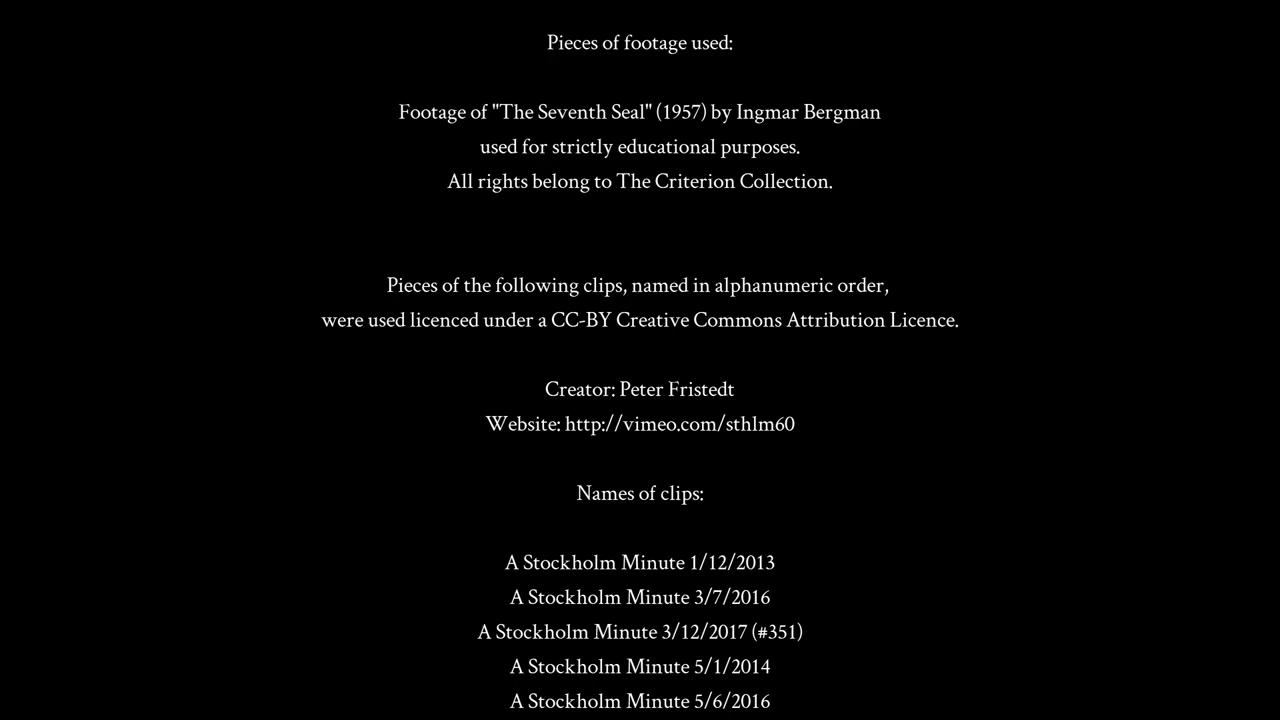 Pieces of footage used:
Footage of "The Seventh Seal" (1957) by Ingmar Bergman
used for strictly educational purposes.
All rights belong to The Criterion Collection.
Pieces of the following clips, named in alphanumeric order,
were used licenced under a CC-BY Creative Commons Attribution Licence.
Creator: Peter Fristedt
Website: http://vimeo.com/sthlm60
Names of clips:
A Stockholm Minute 1/12/2013
A Stockholm Minute 3/7/2016
A Stockholm Minute 3/12/2017 (#351)
A Stockholm Minute 5/1/2014
A Stockholm Minute 5/6/2016